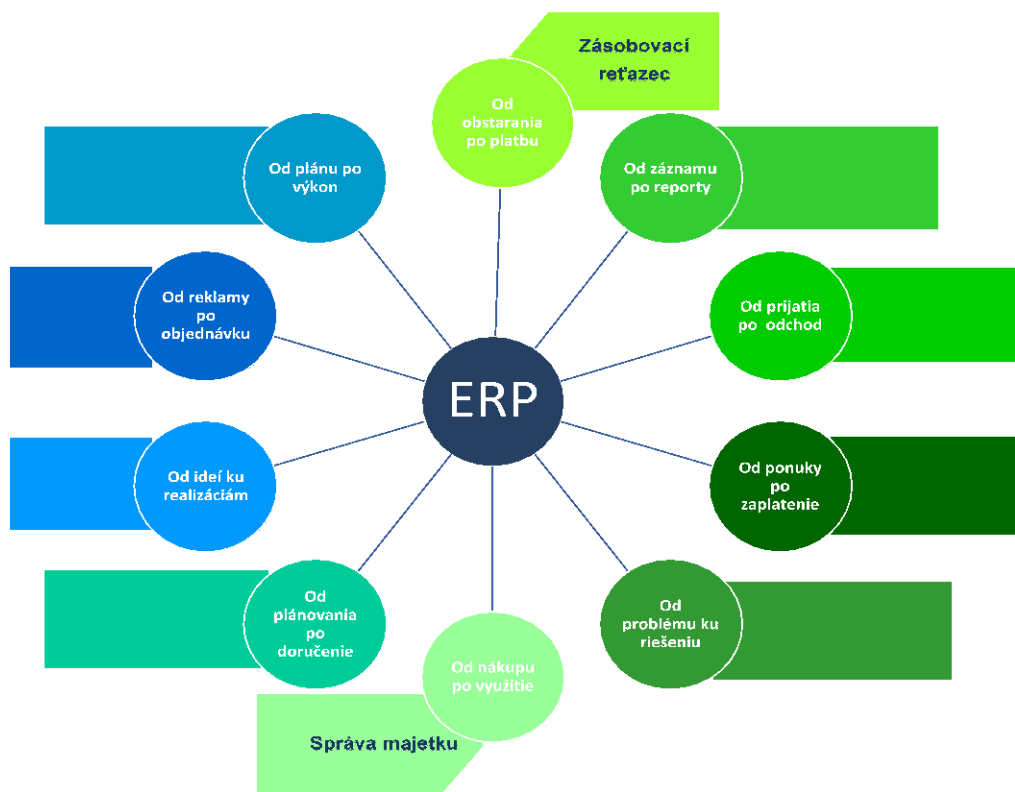 Zásobovací
reťazec
Od
obstarania
po platbu
Od plánu po
výkon
Od záznamu
po reporty
Od reklamy
po
objednávku
Od prijatia
po odchod
ERP
Od ideí ku
realizáciám
Od ponuky
po
zaplatenie
Od
plánovania
po
doručenie
Od
problému ku
riešeniu
Od nákupu
po využitie
Správa majetku